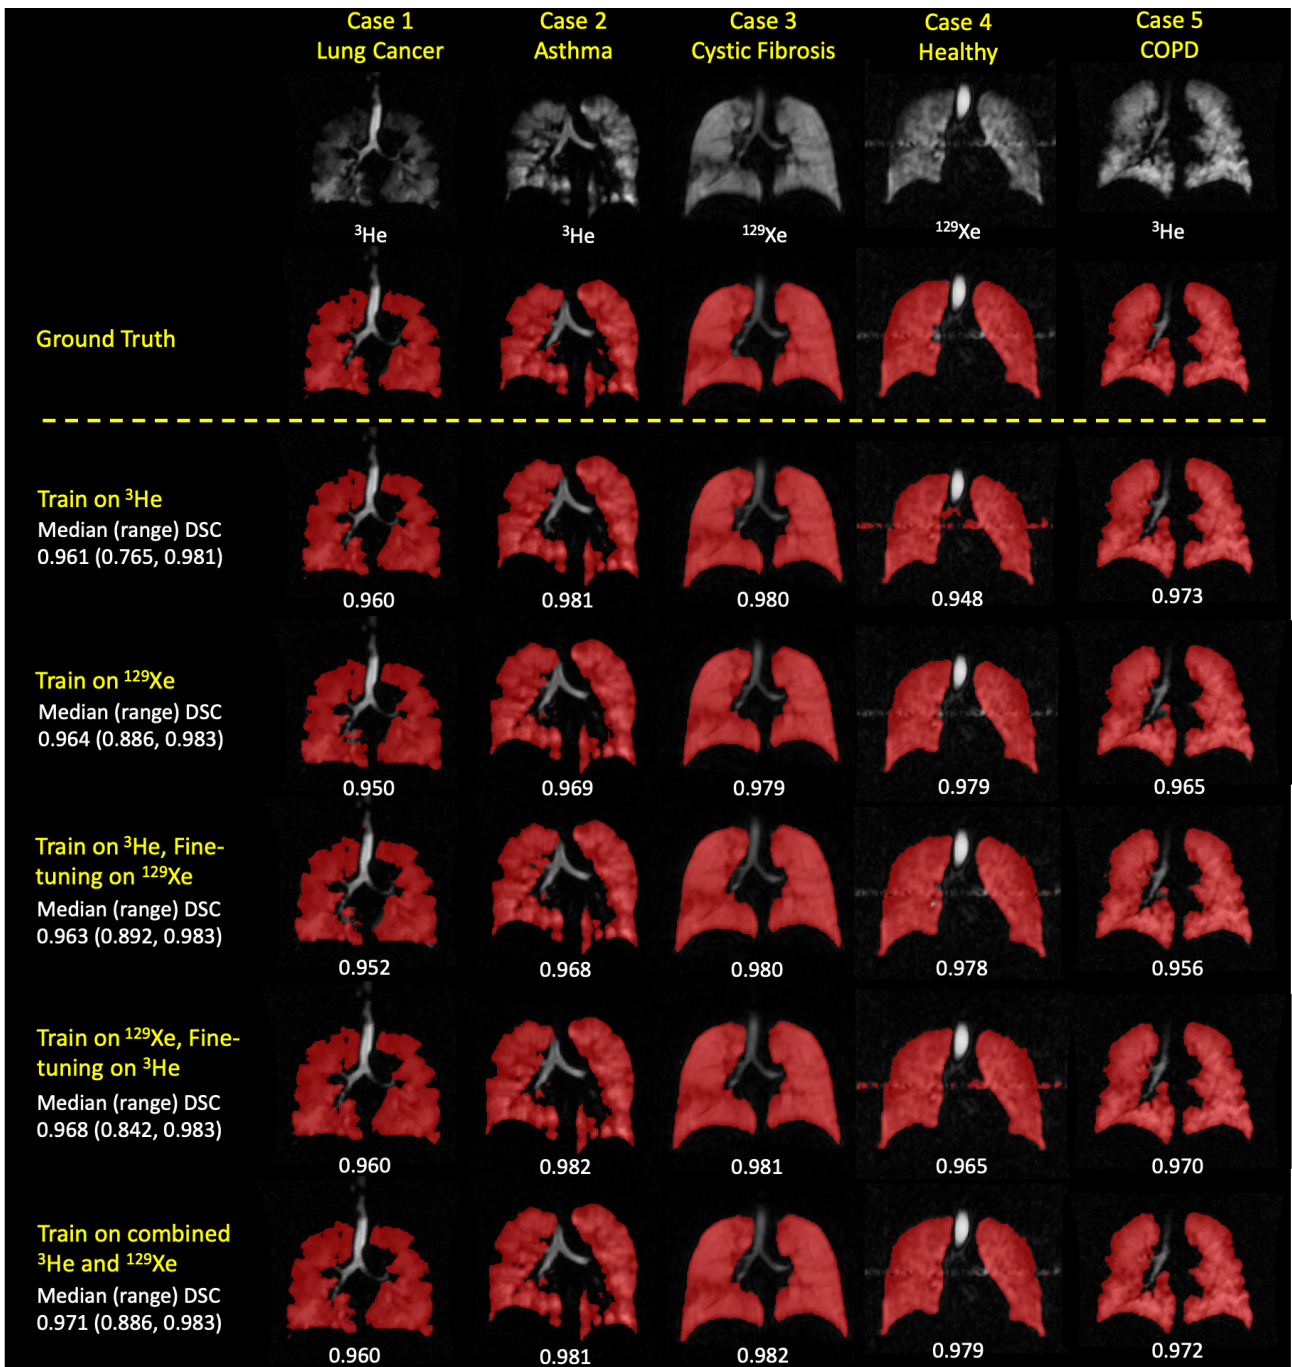 Case 1
Lung Cancer
Case 2
Asthma
Case 3
Cystic Fibrosis
Case 4
Healthy
Case 5
COPD
³He
³He
¹²⁹Xe
¹²⁹Xe
³He
Ground Truth
Train on ³He
Median (range) DSC
0.961 (0.765, 0.981)
0.960
0.981
0.980
0.948
0.973
Train on ¹²⁹Xe
Median (range) DSC
0.964 (0.886, 0.983)
0.950
0.969
0.979
0.979
0.965
Train on ³He, Fine-
tuning on ¹²⁹Xe
Median (range) DSC
0.963 (0.892, 0.983)
0.952
0.968
0.980
0.978
0.956
Train on ¹²⁹Xe, Fine-
tuning on ³He
Median (range) DSC
0.968 (0.842, 0.983)
0.960
0.982
0.981
0.965
0.970
Train on combined
³He and ¹²⁹Xe
Median (range) DSC
0.971 (0.886, 0.983)
0.960
0.981
0.982
0.979
0.972